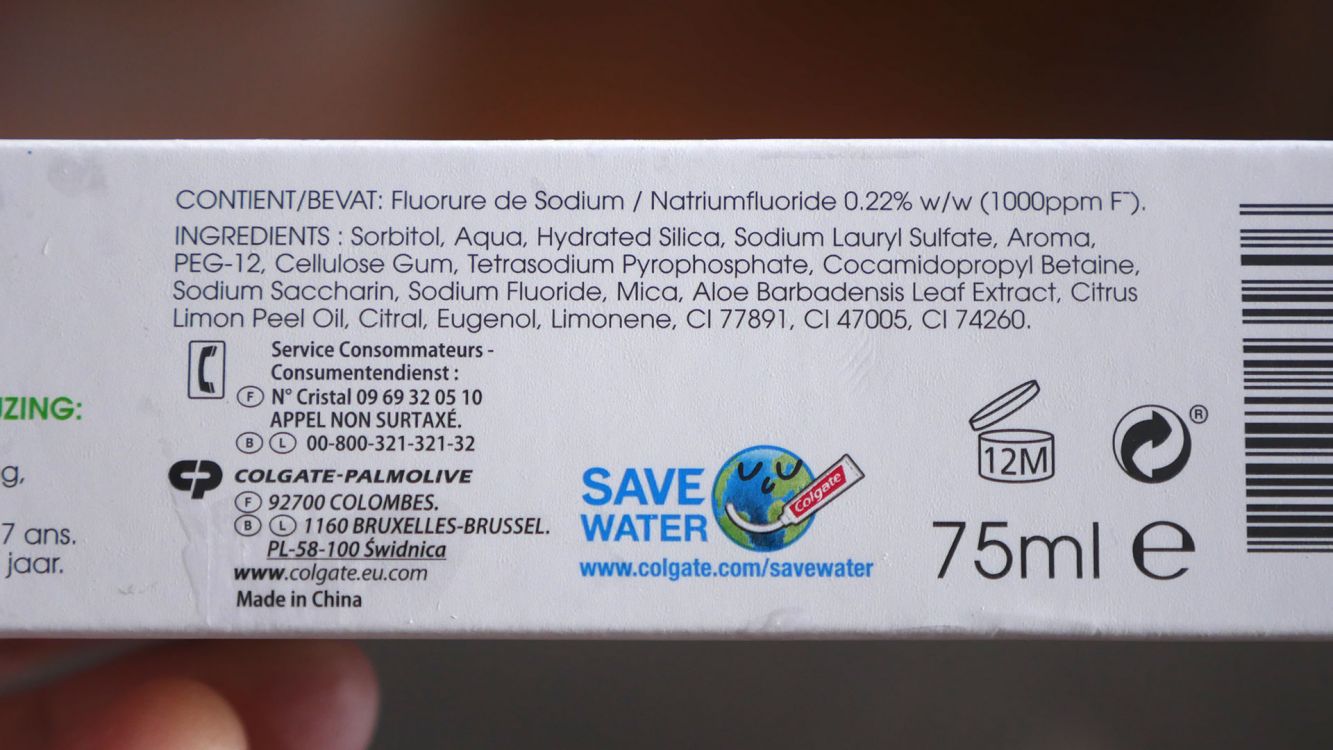 CONTIENT/BEVAT: Fluorure de Sodium / Natriumfluoride 0.22% w/w (1000ppm F⁻).
INGREDIENTS : Sorbitol, Aqua, Hydrated Silica, Sodium Lauryl Sulfate, Aroma,
PEG-12, Cellulose Gum, Tetrasodium Pyrophosphate, Cocamidopropyl Betaine,
Sodium Saccharin, Sodium Fluoride, Mica, Aloe Barbadensis Leaf Extract, Citrus
Limon Peel Oil, Citral, Eugenol, Limonene, CI 77891, CI 47005, CI 74260.
Service Consommateurs -
Consumentendienst :
F N° Cristal 09 69 32 05 10
APPEL NON SURTAXÉ.
B L 00-800-321-321-32
CP COLGATE-PALMOLIVE
F 92700 COLOMBES.
B L 1160 BRUXELLES-BRUSSEL.
PL-58-100 Świdnica
www.colgate.eu.com
Made in China
ZING:
g,
7 ans.
jaar.
SAVE
WATER
Colgate
www.colgate.com/savewater
12M
®
75ml e